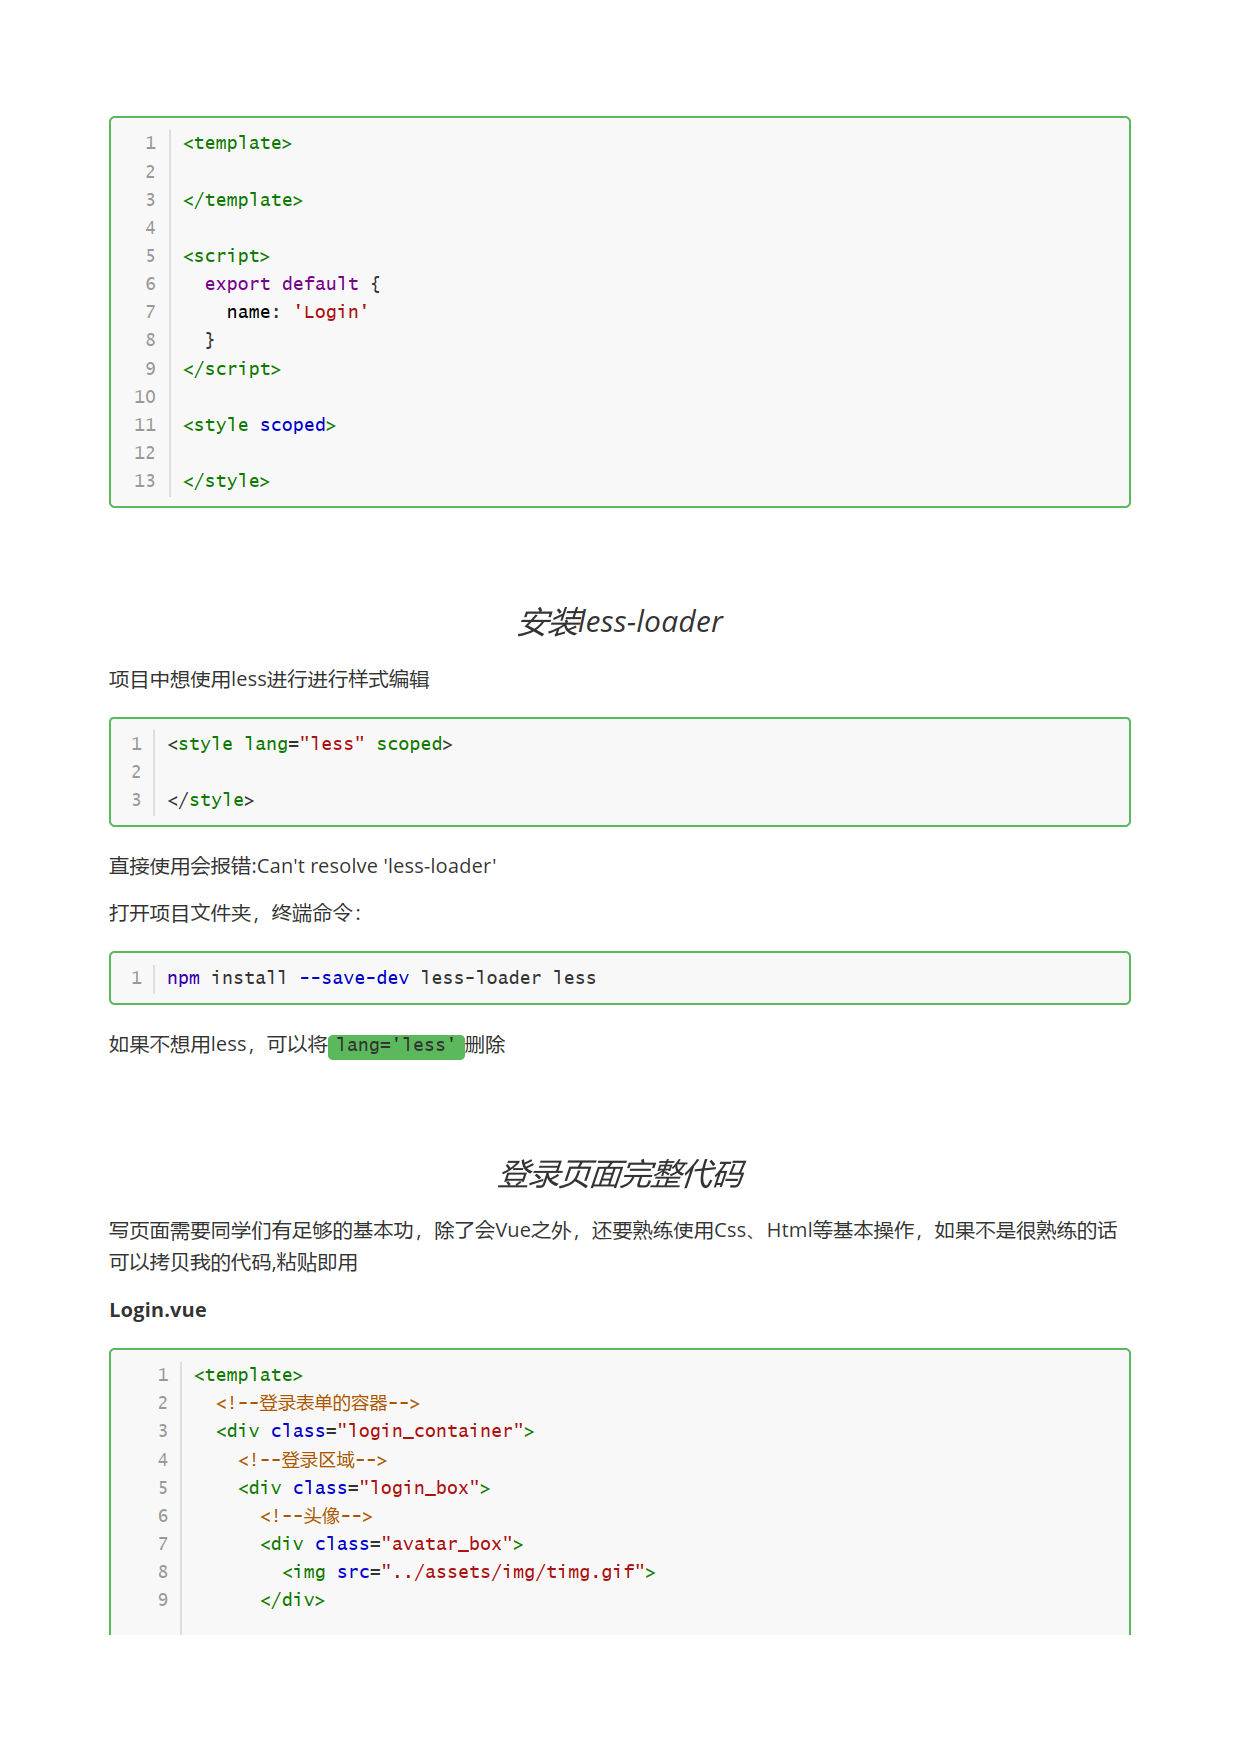 1 <template>
2
3 </template>
4
5 <script>
6   export default {
7     name: 'Login'
8   }
9 </script>
10
11 <style scoped>
12
13 </style>
安装less-loader
项目中想使用less进行进行样式编辑
1 <style lang="less" scoped>
2
3 </style>
直接使用会报错:Can't resolve 'less-loader'
打开项目文件夹，终端命令：
1 npm install --save-dev less-loader less
如果不想用less，可以将 lang='less' 删除
登录页面完整代码
写页面需要同学们有足够的基本功，除了会Vue之外，还要熟练使用Css、Html等基本操作，如果不是很熟练的话
可以拷贝我的代码,粘贴即用
Login.vue
1 <template>
2   <!--登录表单的容器-->
3   <div class="login_container">
4     <!--登录区域-->
5     <div class="login_box">
6       <!--头像-->
7       <div class="avatar_box">
8         <img src="../assets/img/timg.gif">
9       </div>